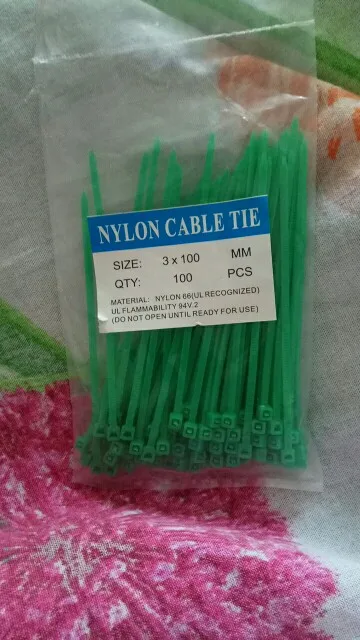 NYLON CABLE TIE
SIZE: 3 x 100 MM
QTY: 100 PCS
MATERIAL: NYLON 66(UL RECOGNIZED)
UL FLAMMABILITY 94V.2
(DO NOT OPEN UNTIL READY FOR USE)